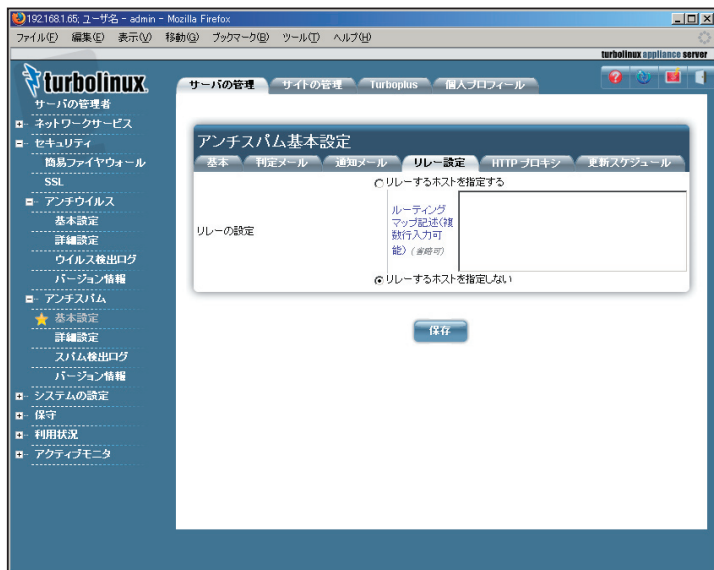 192.168.1.65; ユーザ名 - admin - Mozilla Firefox
ファイル(F) 編集(E) 表示(V) 移動(G) ブックマーク(B) ツール(T) ヘルプ(H)
turbolinux appliance server
turbolinux
サーバの管理 サイトの管理 Turboplus 個人プロフィール
サーバの管理者
ネットワークサービス
セキュリティ
簡易ファイヤウォール
SSL
アンチウイルス
基本設定
詳細設定
ウイルス検出ログ
バージョン情報
アンチスパム
基本設定
詳細設定
スパム検出ログ
バージョン情報
システムの設定
保守
利用状況
アクティブモニタ
アンチスパム基本設定
基本 判定メール 通知メール リレー設定 HTTP プロキシ 更新スケジュール
リレーの設定
リレーするホストを指定する
ルーティング
マップ記述(複
数行入力可
能) (省略可)
リレーするホストを指定しない
保存